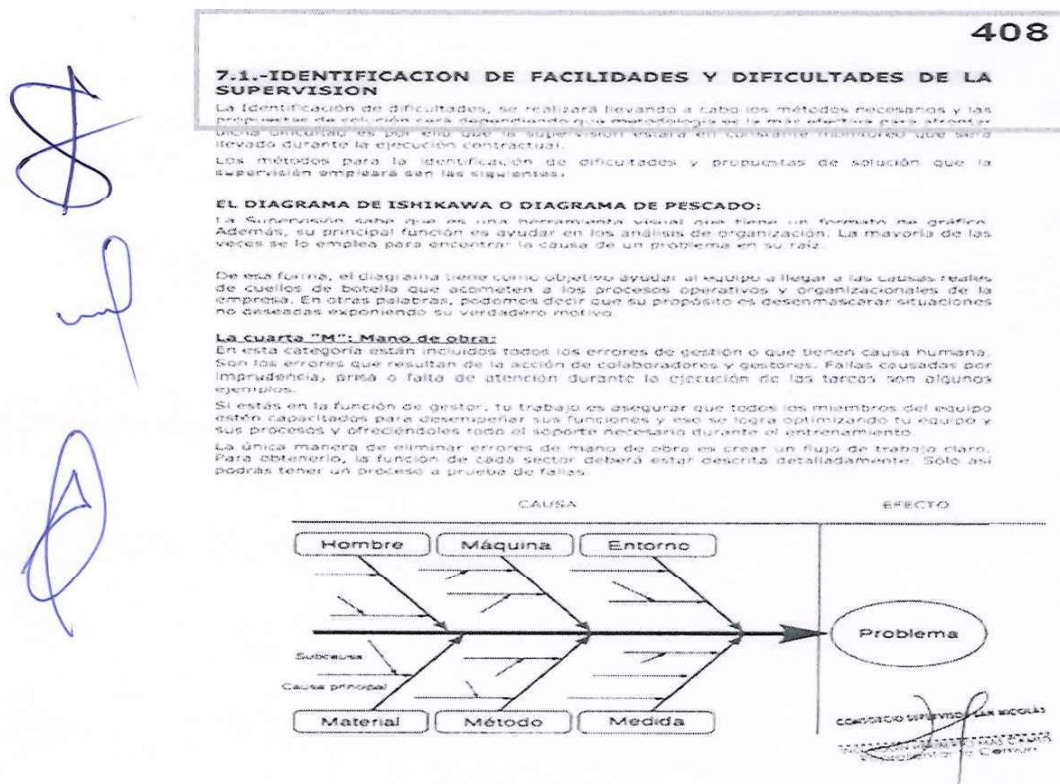 408
7.1.-IDENTIFICACION DE FACILIDADES Y DIFICULTADES DE LA
SUPERVISION
La Identificación de dificultades, se realizará llevando a cabo los métodos necesarios y las
propuestas de solución será dependiendo que metodología es la más efectiva para afrontar
dicha dificultad es por ello que la supervisión estará en constante monitoreo que será
llevado durante la ejecución contractual.
Los métodos para la identificación de dificultades y propuestas de solución que la
supervisión empleará son las siguientes:
EL DIAGRAMA DE ISHIKAWA O DIAGRAMA DE PESCADO:
La Supervisión sabe que es una herramienta visual que tiene un formato de gráfico.
Además, su principal función es ayudar en los análisis de organización. La mayoría de las
veces se lo emplea para encontrar la causa de un problema en su raíz.
De esa forma, el diagrama tiene como objetivo ayudar al equipo a llegar a las causas reales
de cuellos de botella que acometen a los procesos operativos y organizacionales de la
empresa. En otras palabras, podemos decir que su propósito es desenmascarar situaciones
no deseadas exponiendo su verdadero motivo.
La cuarta "M": Mano de obra:
En esta categoría están incluidos todos los errores de gestión o que tienen causa humana.
Son los errores que resultan de la acción de colaboradores y gestores. Fallas causadas por
imprudencia, prisa o falta de atención durante la ejecución de las tareas son algunos
ejemplos.
Si estás en la función de gestor, tu trabajo es asegurar que todos los miembros del equipo
estén capacitados para desempeñar sus funciones y eso se logra optimizando tu equipo y
sus procesos y ofreciéndoles todo el soporte necesario durante el entrenamiento.
La única manera de eliminar errores de mano de obra es crear un flujo de trabajo claro.
Para obtenerlo, la función de cada sector deberá estar descrita detalladamente. Sólo así
podrás tener un proceso a prueba de fallas.
CAUSA EFECTO
Hombre Máquina Entorno
Problema
Subcausa
Causa principal
Material Método Medida
CONSORCIO SUPERVISOR SAN NICOLÁS